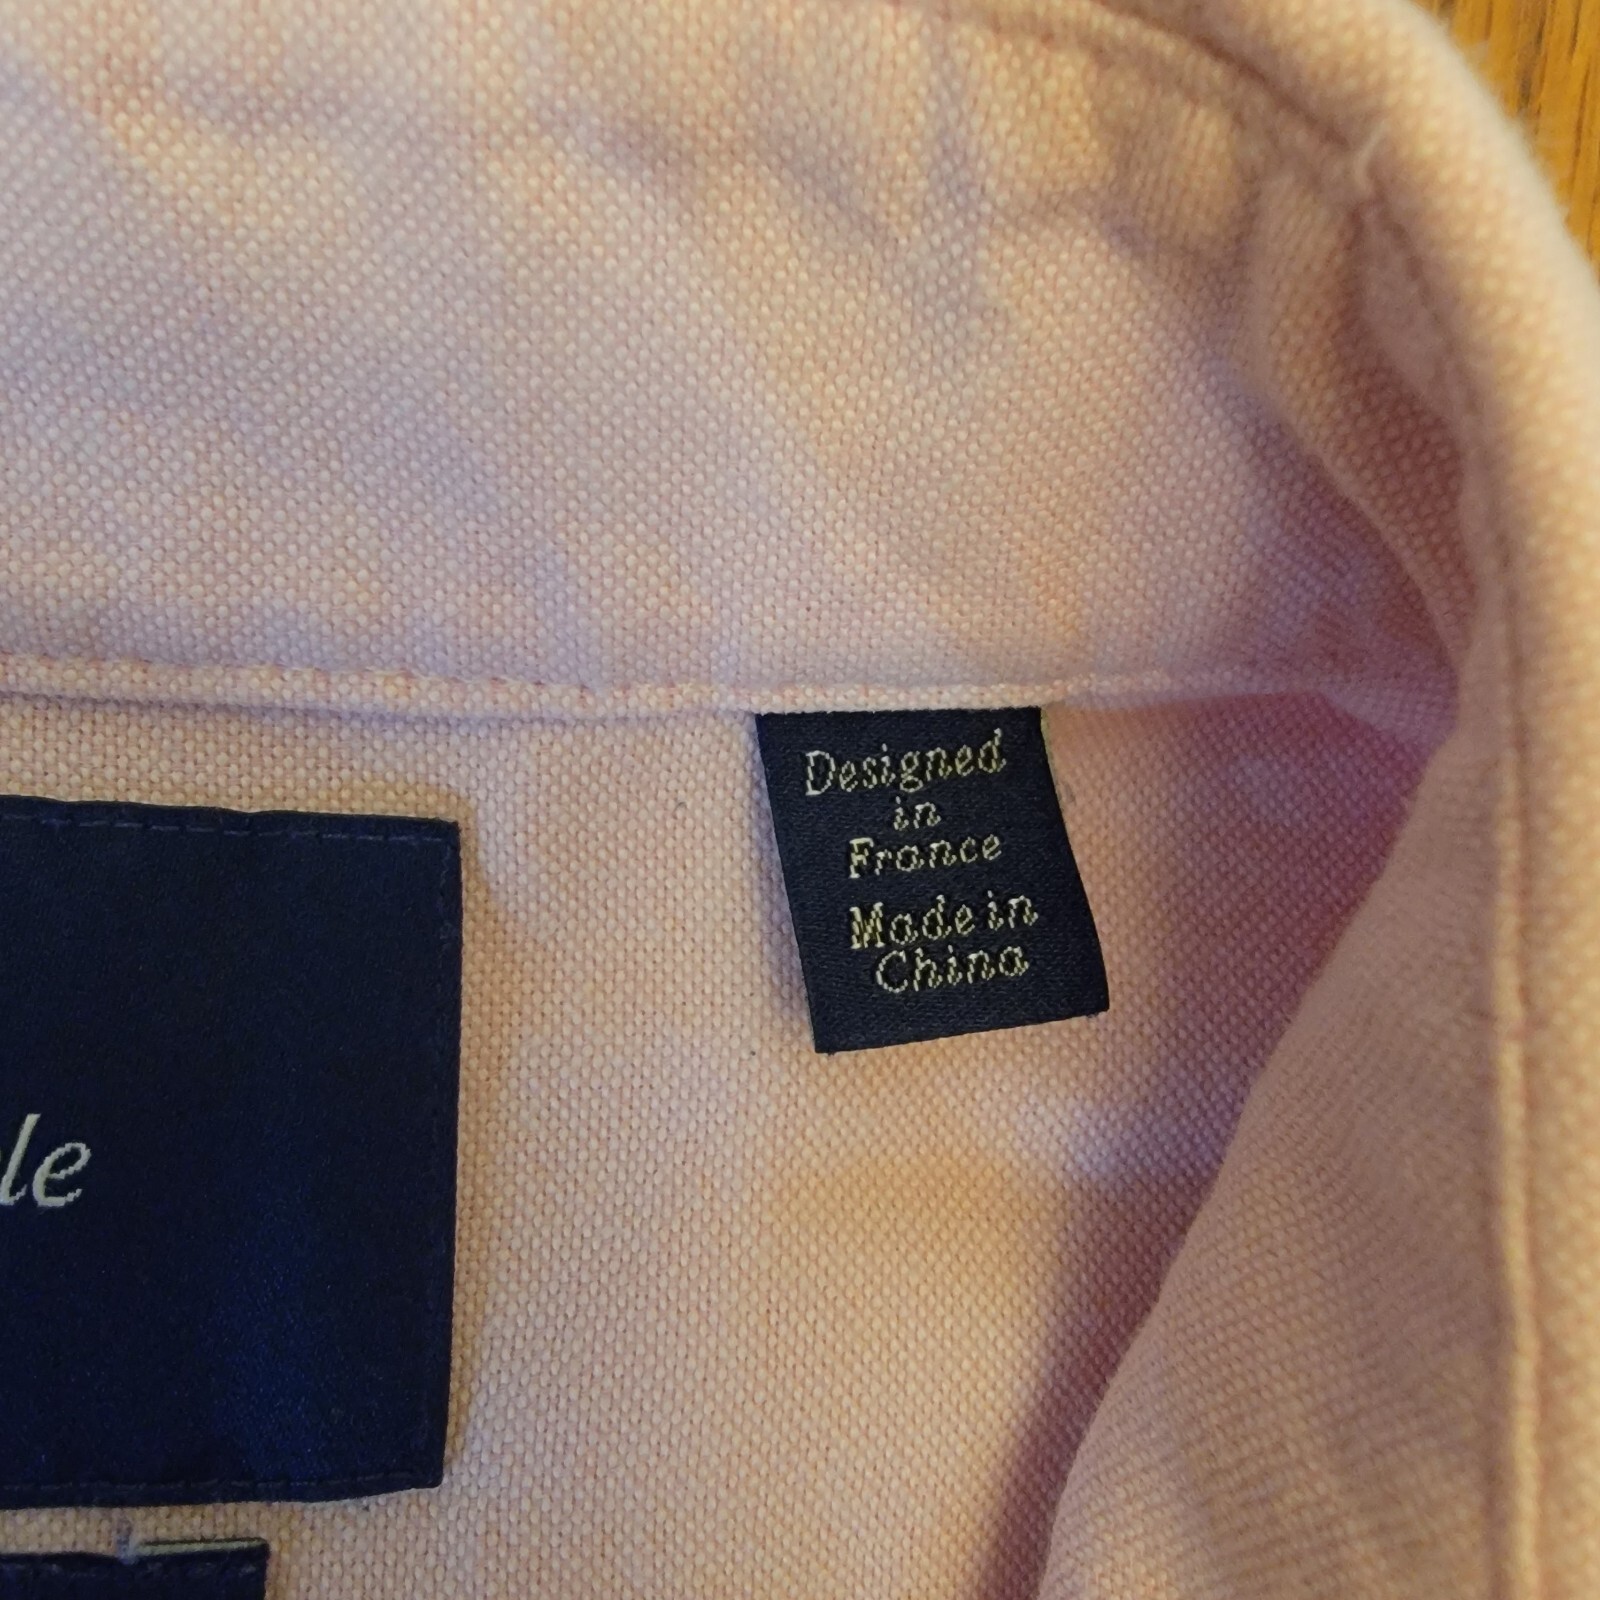 Designed
in
France
Made in
China
le